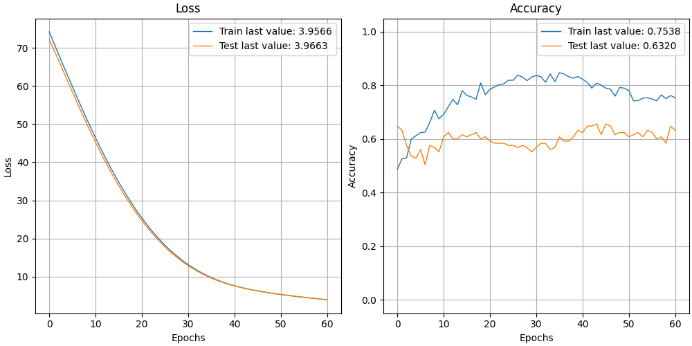 Loss
Train last value: 3.9566
Test last value: 3.9663
70
60
50
40
30
20
10
0
10
20
30
40
50
60
Loss
Epochs
Accuracy
Train last value: 0.7538
Test last value: 0.6320
1.0
0.8
0.6
0.4
0.2
0.0
0
10
20
30
40
50
60
Accuracy
Epochs